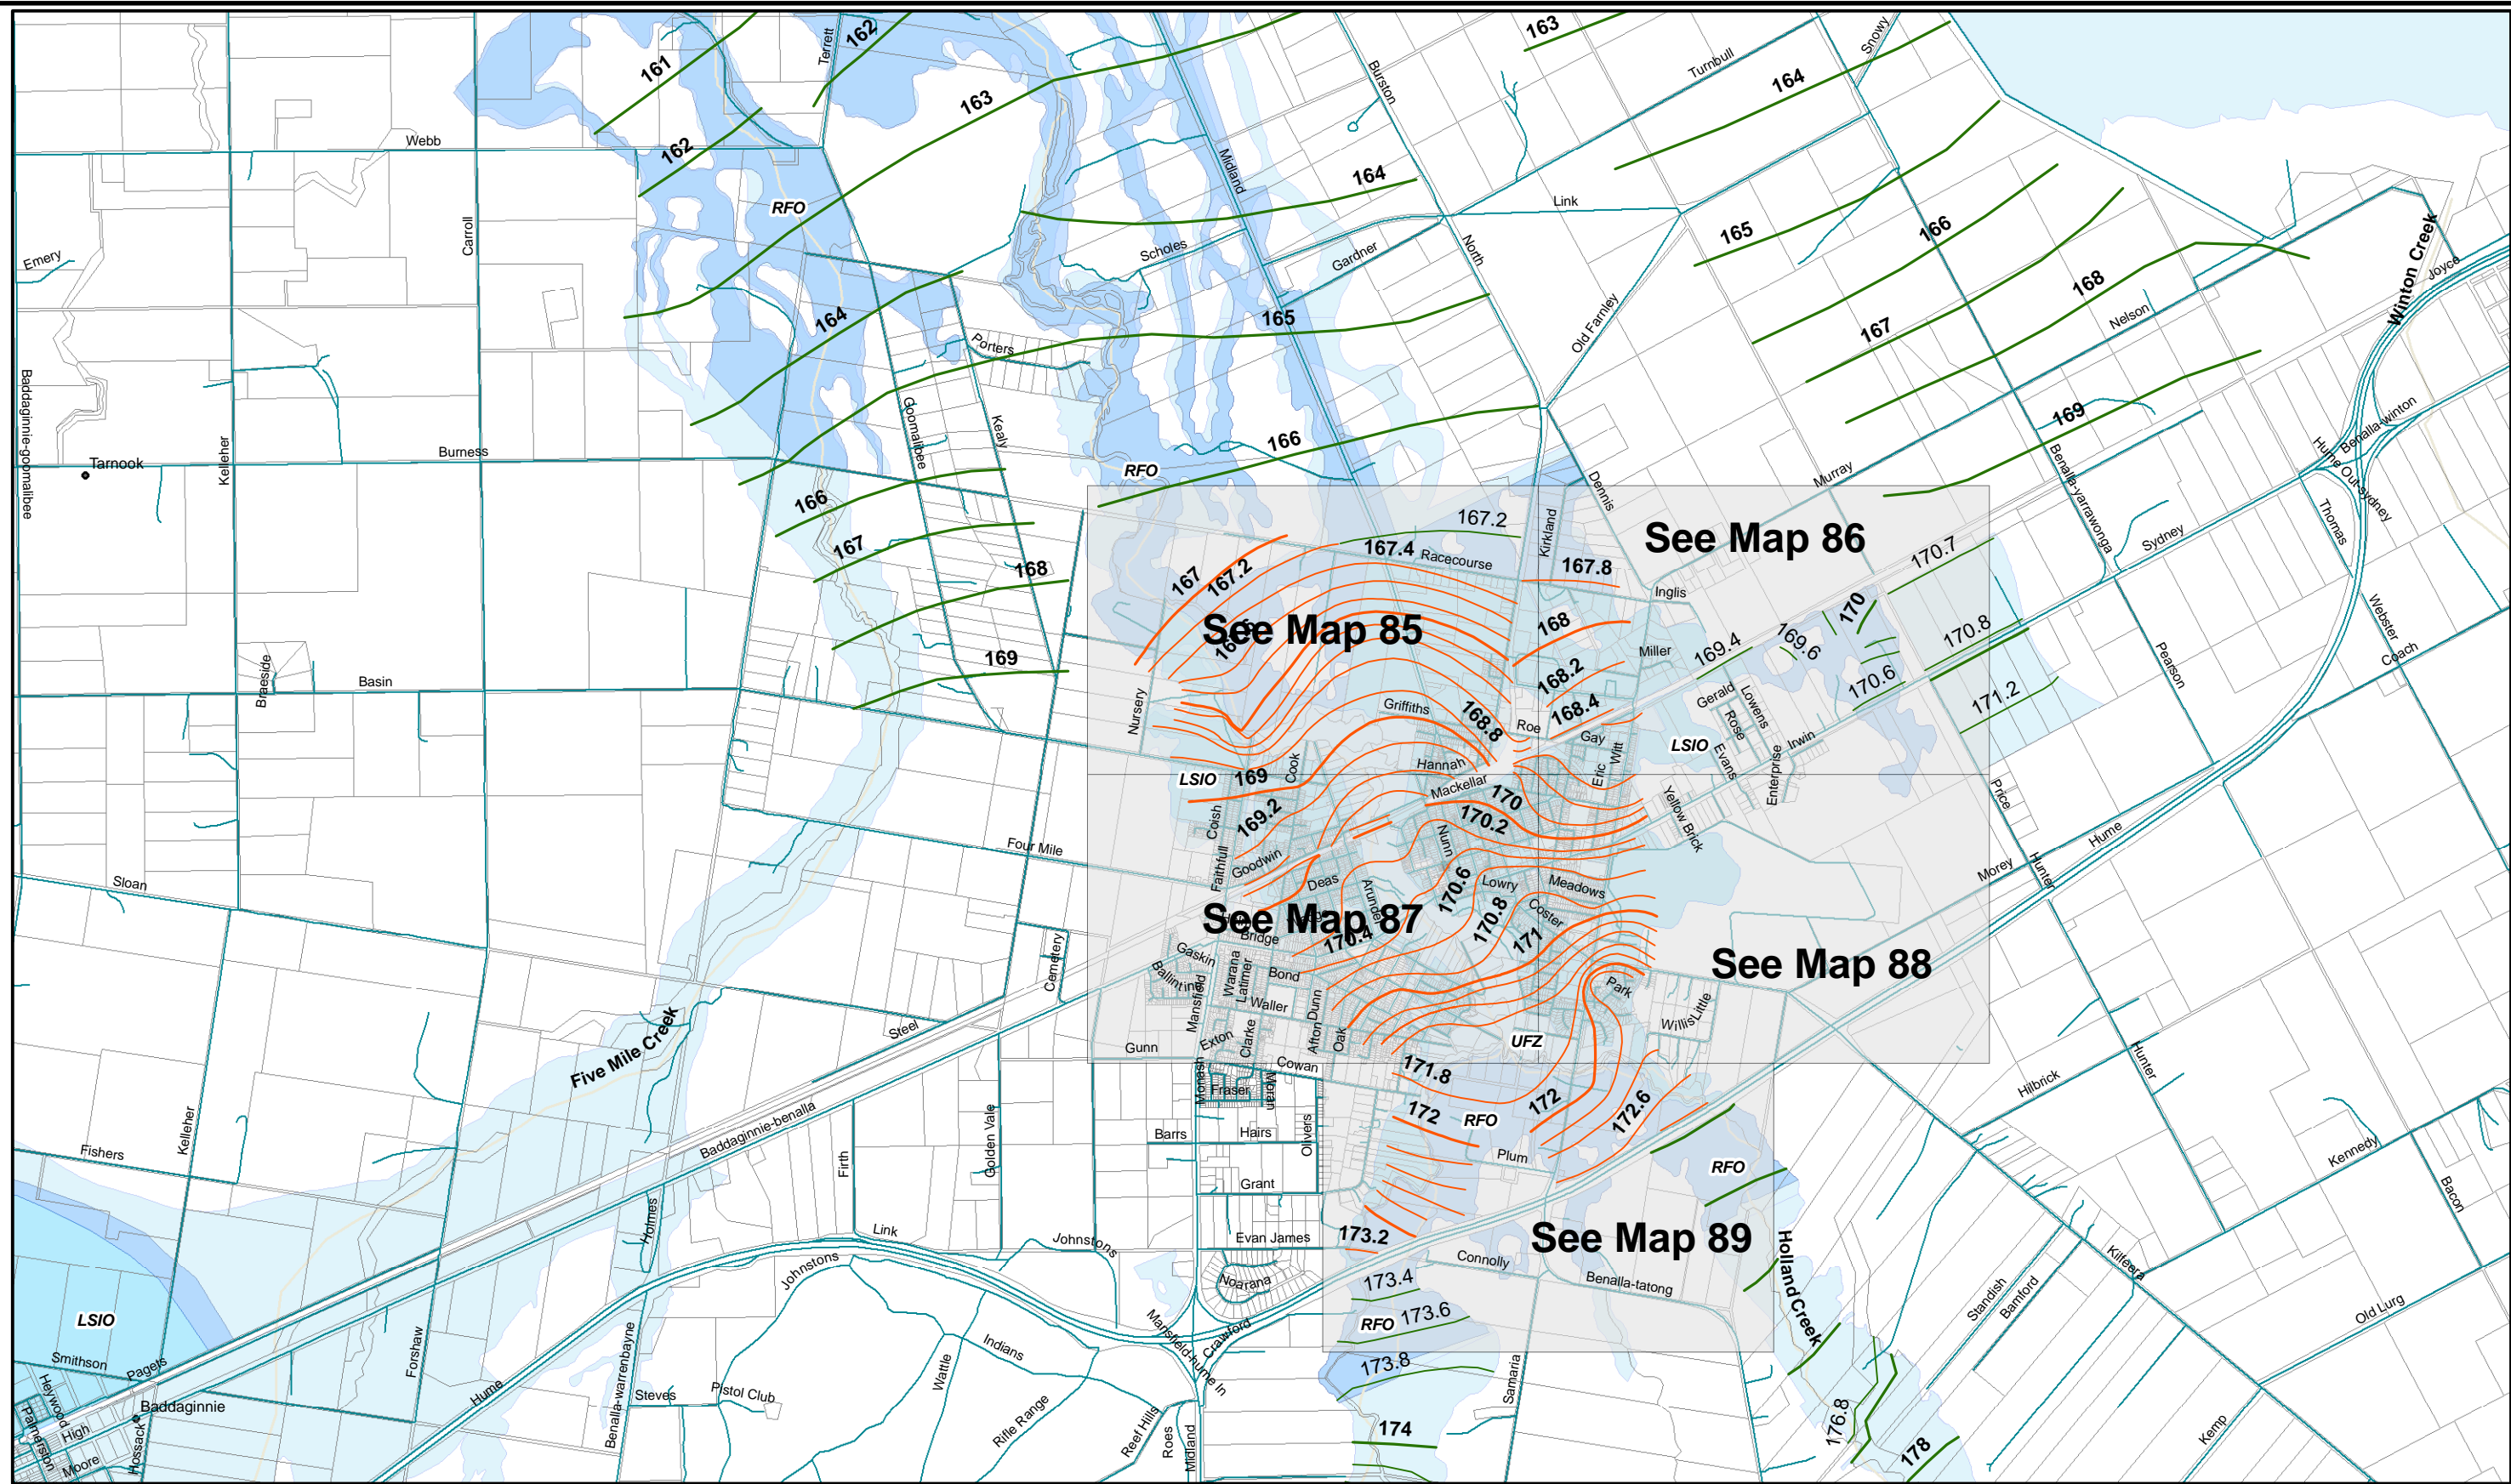 161
162
Terrett
163
Burston
163
Turnbull
Snowy
164
Webb
162
163
Midland
164
RFO
Link
Carroll
Emery
Scholes
Gardner
North
165
166
Winton Creek
Joyce
168
164
165
Old Farnley
167
Nelson
Porters
Baddaginnie-goomalibee
Kelleher
Goomalibee
Kealy
166
169
Benalla-winton
Hume Out-sydney
Tarnook
Burness
RFO
Dennis
Murray
Benalla-yarrawonga
166
167.2
Kirkland
See Map 86
Thomas
Sydney
167
167.4
Racecourse
167.8
170.7
168
167
167.2
Inglis
170
Webster
See Map 85
168
169.4
169.6
170.8
Coach
169
Miller
Pearson
Braeside
Basin
168.2
170.6
171.2
Nursery
Griffiths
168.8
168.4
Gerald
Lowens
Rose
Roe
Gay
Witt
LSIO
Evans
Irwin
LSIO
169
Cook
Hannah
Eric
Enterprise
Mackellar
170
Yellow Brick
Price
169.2
Coish
170.2
Nunn
Four Mile
Faithfull
Goodwin
Hume
Morey
Hunter
Sloan
Deas
Arundel
170.6
Lowry
Meadows
See Map 87
170.8
Coster
171
Bridge
170.4
Cemetery
Gaskin
Ballintine
Mansfield
Warana
Latimer
Bond
See Map 88
Waller
Dunn
Park
Little
Willis
Five Mile Creek
Steel
Gunn
Exton
Clarke
Afton
Oak
UFZ
Cowan
171.8
Monash
Fraser
Moran
Hilbrick
Hunter
Kelleher
Fishers
Baddaginnie-benalla
Firth
Golden Vale
Barrs
Hairs
Olivers
172
RFO
172
172.6
Plum
RFO
Kennedy
Bacon
Grant
Holmes
Link
Johnstons
Evan James
173.2
See Map 89
Johnstons
Noarana
Connolly
Benalla-tatong
Holland Creek
Kilfeera
173.4
Standish
Bamford
LSIO
Forshaw
Mansfield-hume In
Crawford
RFO
173.6
Old Lurg
Smithson
Pagets
Hume
Benalla-warrenbayne
Indians
Wattle
173.8
Samaria
Heywood
Steves
Pistol Club
Baddaginnie
Palmerston
High
Hossack
Moore
Rifle Range
Reef Hills
Roes
Midland
174
176.8
178
Kemp